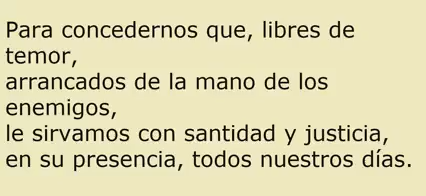 Para concedernos que, libres de
temor,
arrancados de la mano de los
enemigos,
le sirvamos con santidad y justicia,
en su presencia, todos nuestros días.